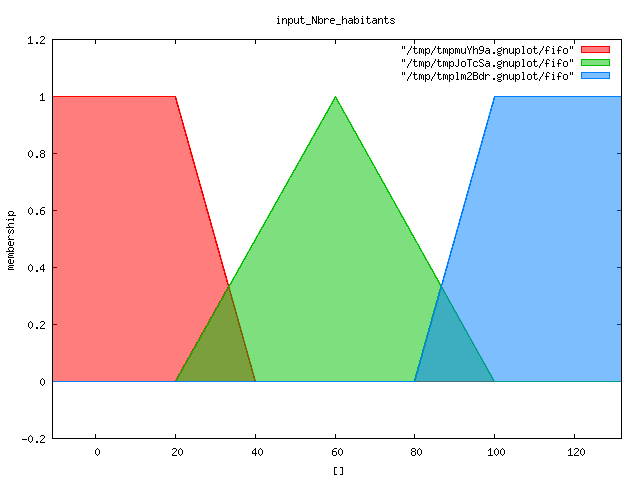 input_Nbre_habitants
"/tmp/tmpmuYh9a.gnuplot/fifo"
"/tmp/tmpJoTcSa.gnuplot/fifo"
"/tmp/tmplm2Bdr.gnuplot/fifo"
1.2
1
0.8
0.6
0.4
0.2
0
-0.2
membership
0 20 40 60 80 100 120
[]